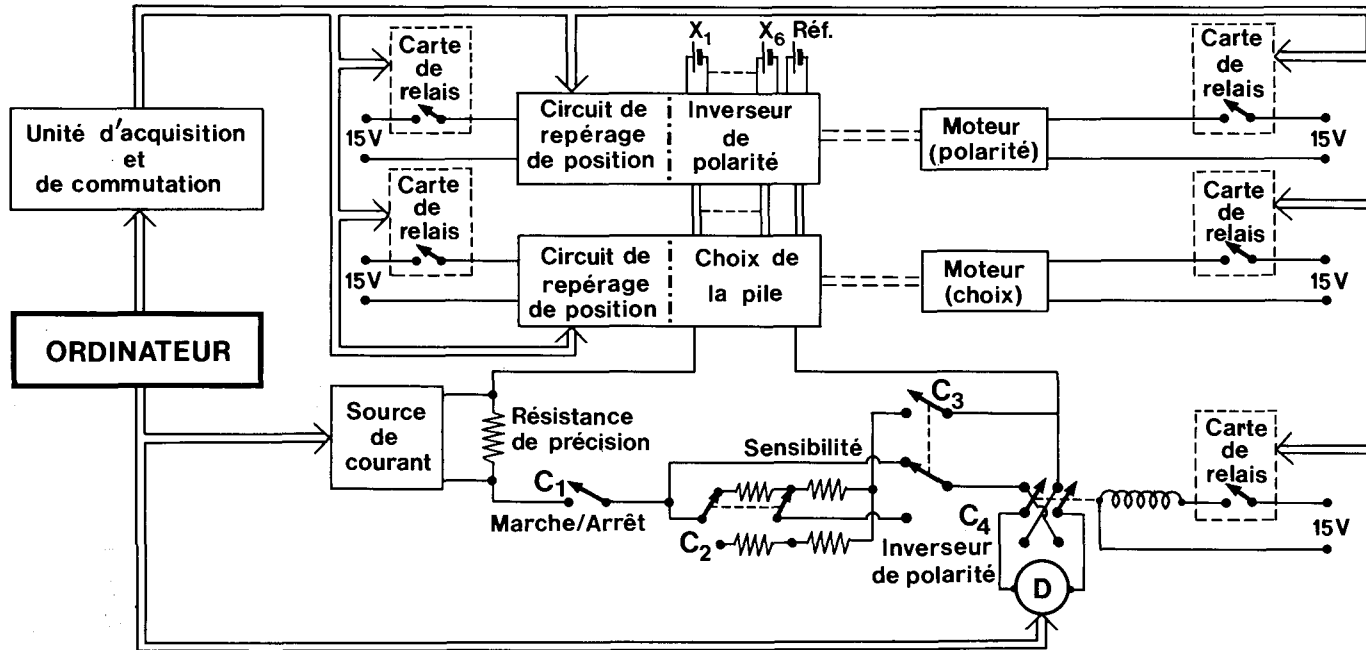 X1
X6 Réf.
Carte
de
relais
15V
Circuit de
repérage
de position
Inverseur
de
polarité
Moteur
(polarité)
Carte
de
relais
15V
Unité d'acquisition
et
de commutation
Carte
de
relais
15V
Circuit de
repérage
de position
Choix de
la pile
Moteur
(choix)
Carte
de
relais
15V
ORDINATEUR
Source
de
courant
Résistance
de précision
C1
Marche/Arrêt
Sensibilité
C2
C3
C4
Inverseur
de polarité
D
Carte
de
relais
15V